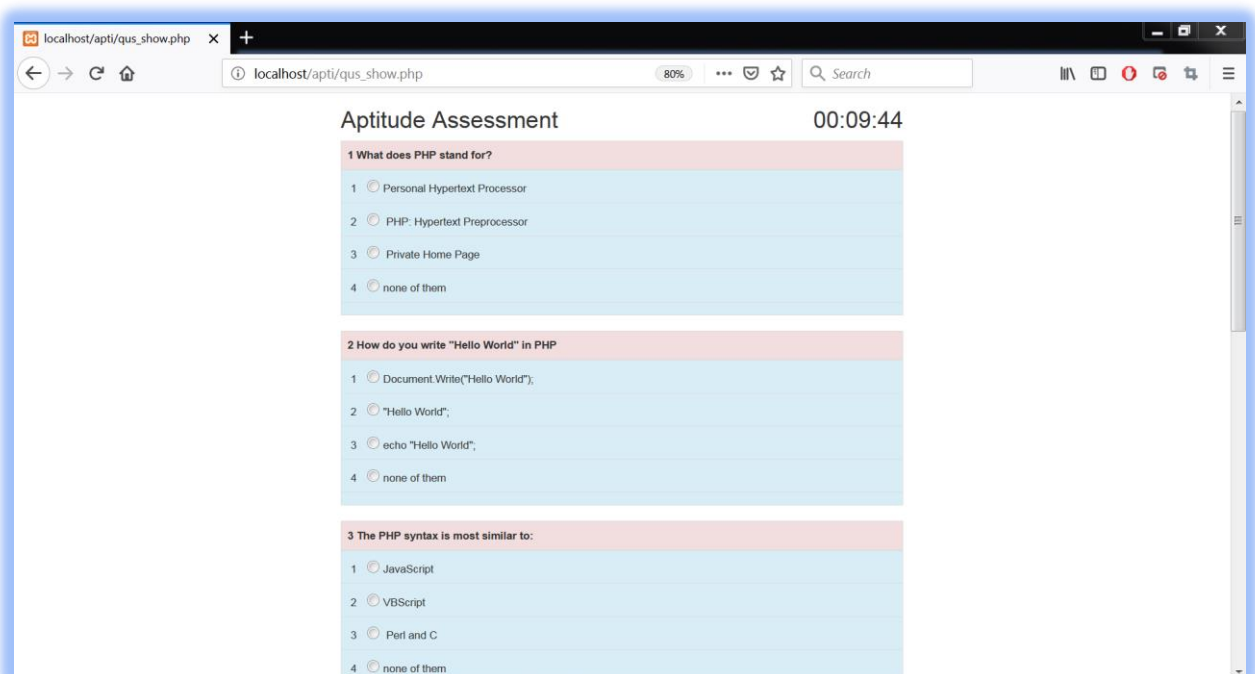 localhost/apti/qus_show.php
localhost/apti/qus_show.php 80% Search
Aptitude Assessment 00:09:44
1 What does PHP stand for?
1 Personal Hypertext Processor
2 PHP: Hypertext Preprocessor
3 Private Home Page
4 none of them
2 How do you write "Hello World" in PHP
1 Document.Write("Hello World");
2 "Hello World";
3 echo "Hello World";
4 none of them
3 The PHP syntax is most similar to:
1 JavaScript
2 VBScript
3 Perl and C
4 none of them